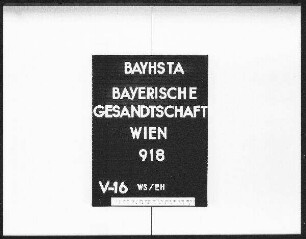 BAYHSTA
BAYERISCHE
GESANDTSCHAFT
WIEN
918
V-16 WS/EH